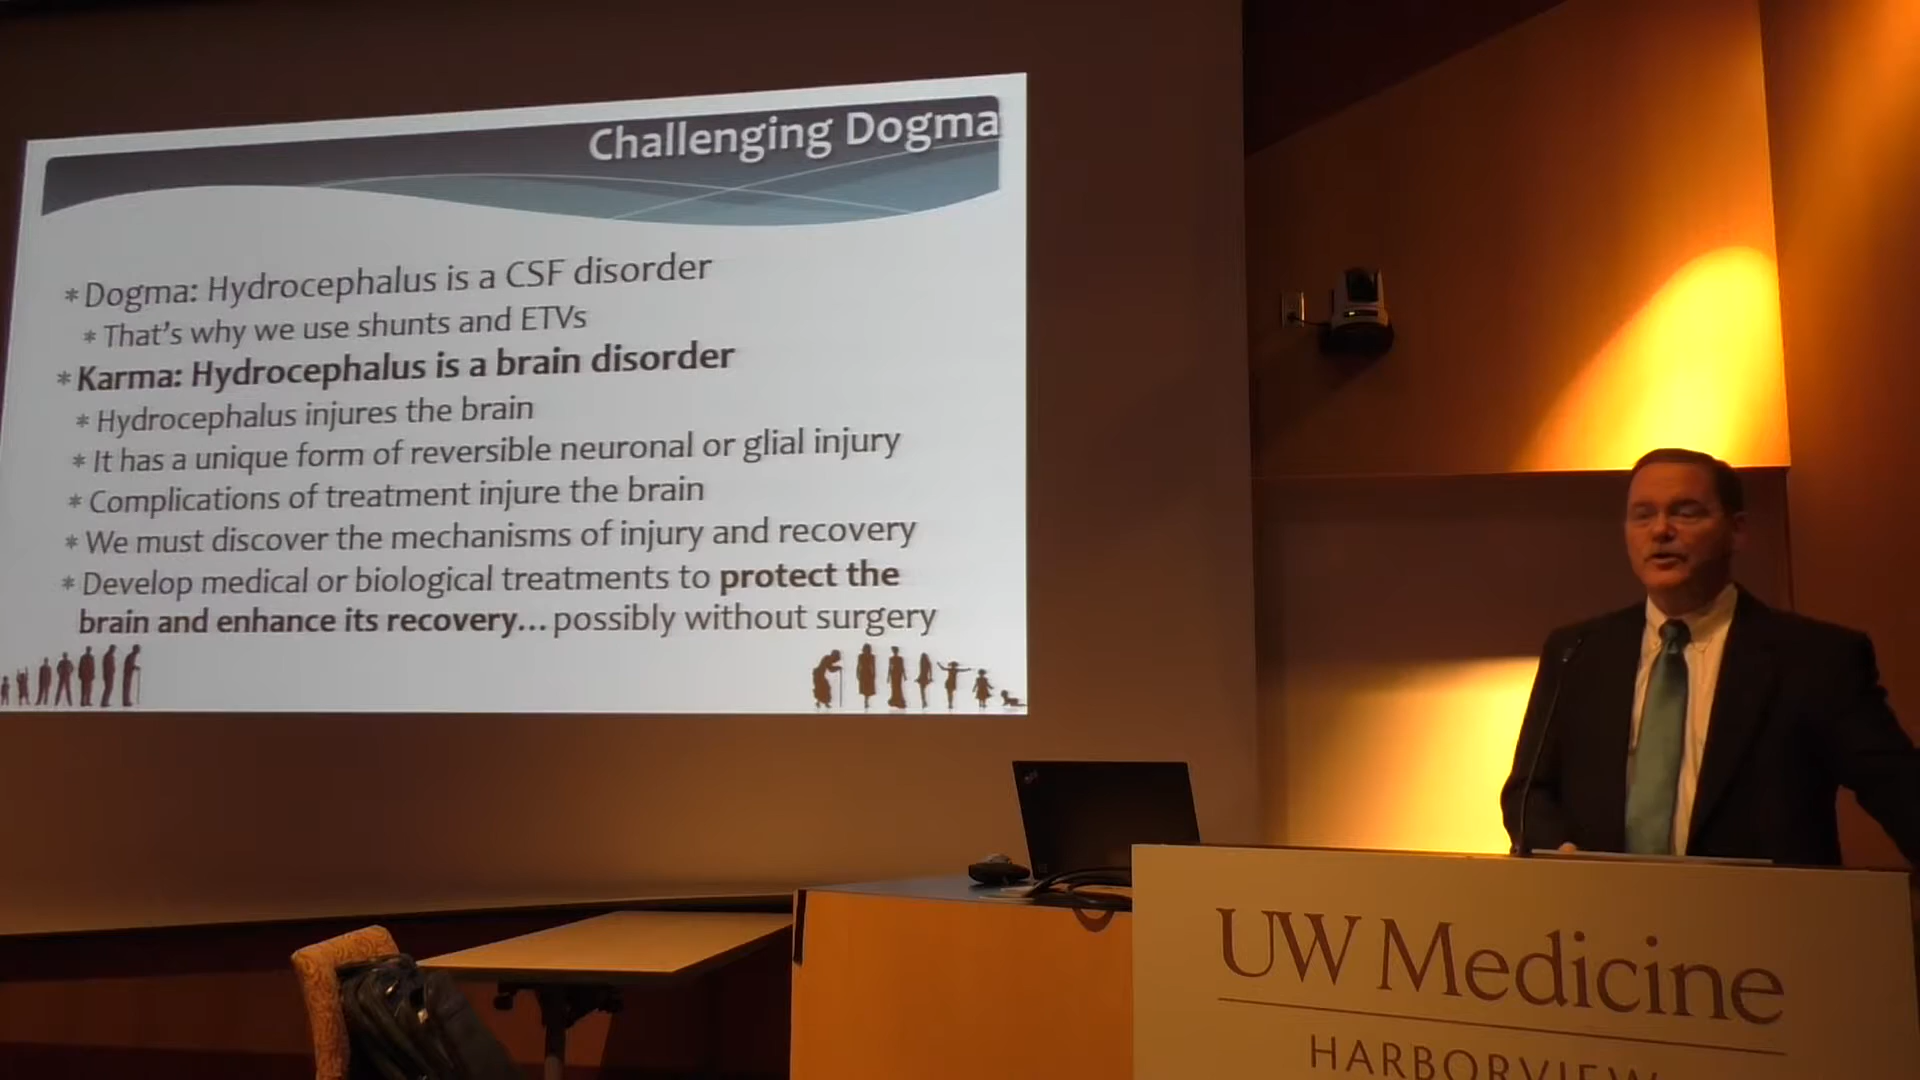 Challenging Dogma
* Dogma: Hydrocephalus is a CSF disorder
* That's why we use shunts and ETVs
* Karma: Hydrocephalus is a brain disorder
* Hydrocephalus injures the brain
* It has a unique form of reversible neuronal or glial injury
* Complications of treatment injure the brain
* We must discover the mechanisms of injury and recovery
* Develop medical or biological treatments to protect the
brain and enhance its recovery... possibly without surgery
UW Medicine
HARBORVIEW